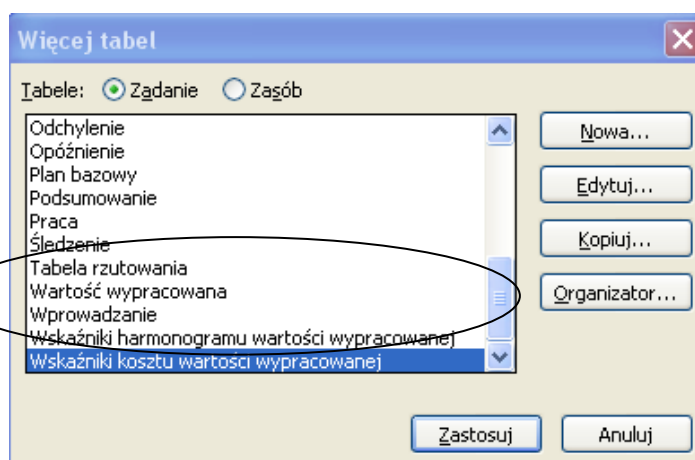 Więcej tabel
Tabele: Zadanie Zasób
Odchylenie
Opóźnienie
Plan bazowy
Podsumowanie
Praca
Śledzenie
Tabela rzutowania
Wartość wypracowana
Wprowadzanie
Wskaźniki harmonogramu wartości wypracowanej
Wskaźniki kosztu wartości wypracowanej
Nowa...
Edytuj...
Kopiuj...
Organizator...
Zastosuj Anuluj